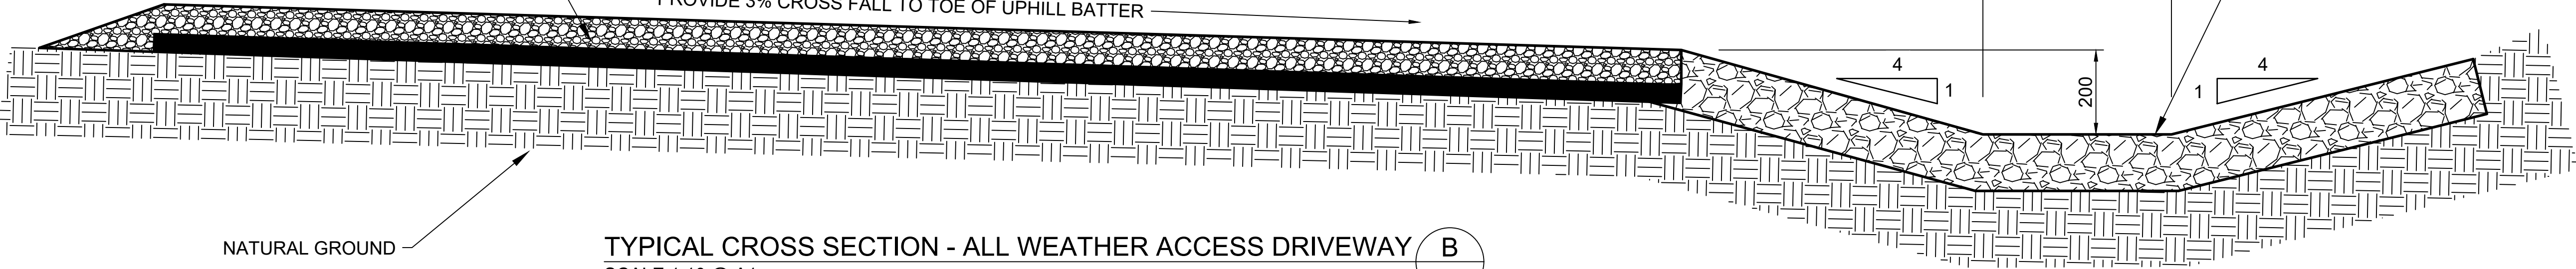 PROVIDE 3% CROSS FALL TO TOE OF UPHILL BATTER
4
1
200
4
1
NATURAL GROUND
TYPICAL CROSS SECTION - ALL WEATHER ACCESS DRIVEWAY
B